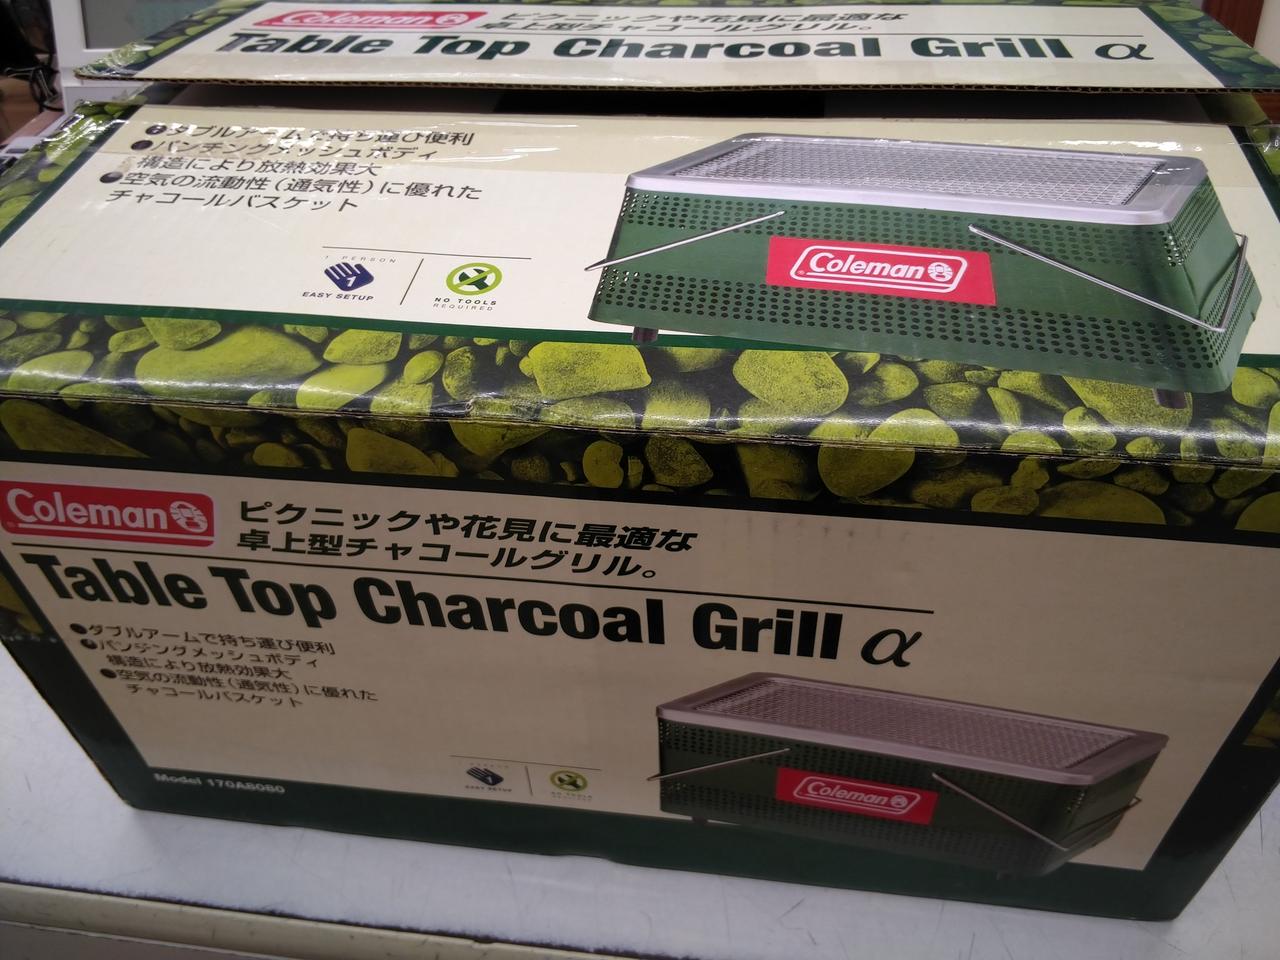 Coleman
ピクニックや花見に最適な
卓上型チャコールグリル。
Table Top Charcoal Grill α
●ダブルアームで持ち運び便利
●パンチングメッシュボディ
構造により放熱効果大
●空気の流動性(通気性)に優れた
チャコールバスケット
1 PERSON
1
EASY SETUP
NO TOOLS
REQUIRED
Coleman
Coleman
ピクニックや花見に最適な
卓上型チャコールグリル。
Table Top Charcoal Grill α
●ダブルアームで持ち運び便利
●パンチングメッシュボディ
構造により放熱効果大
●空気の流動性(通気性)に優れた
チャコールバスケット
1
EASY SETUP
NO TOOLS
Coleman